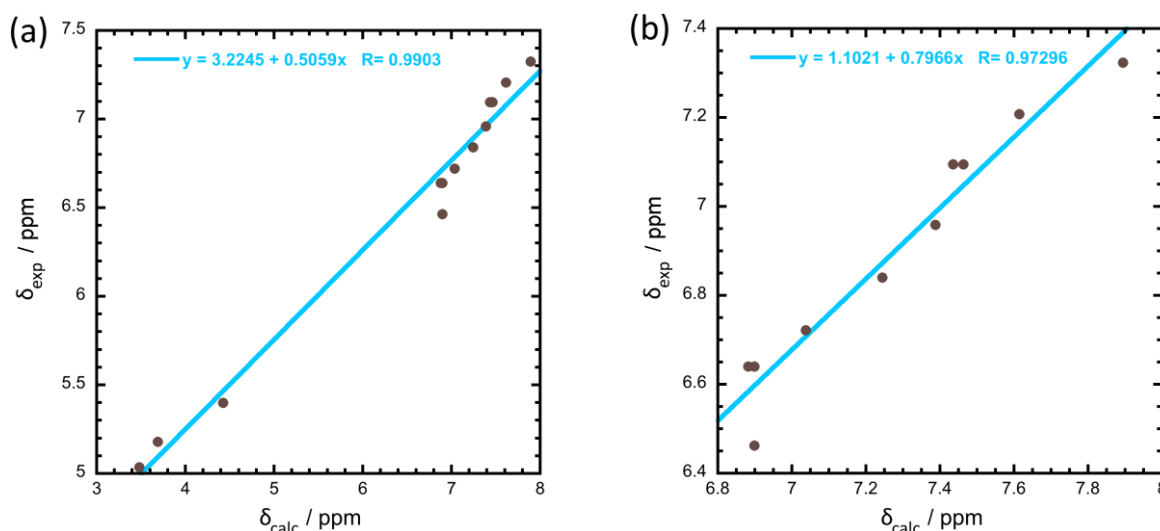 (a)
y = 3.2245 + 0.5059x R= 0.9903
7.5
7
6.5
6
5.5
5
3 4 5 6 7 8
δexp / ppm
δcalc / ppm
(b)
y = 1.1021 + 0.7966x R= 0.97296
7.4
7.2
7
6.8
6.6
6.4
6.8 7 7.2 7.4 7.6 7.8 8
δexp / ppm
δcalc / ppm